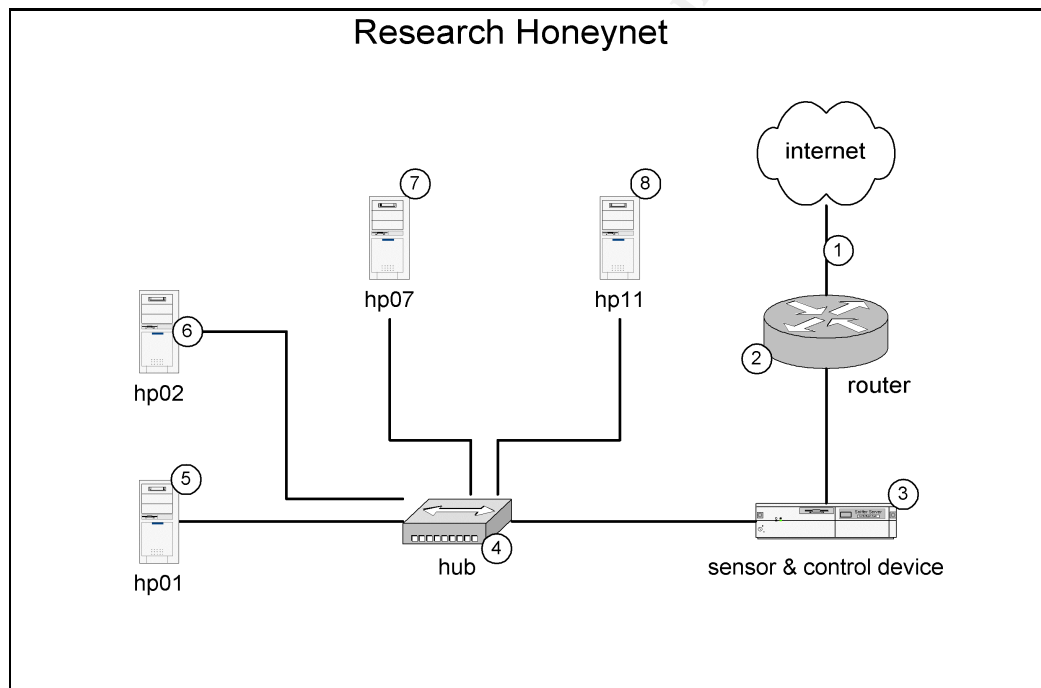 Research Honeynet
internet
1
7
8
hp07
hp11
6
2
hp02
router
5
3
4
hub
sensor & control device
hp01